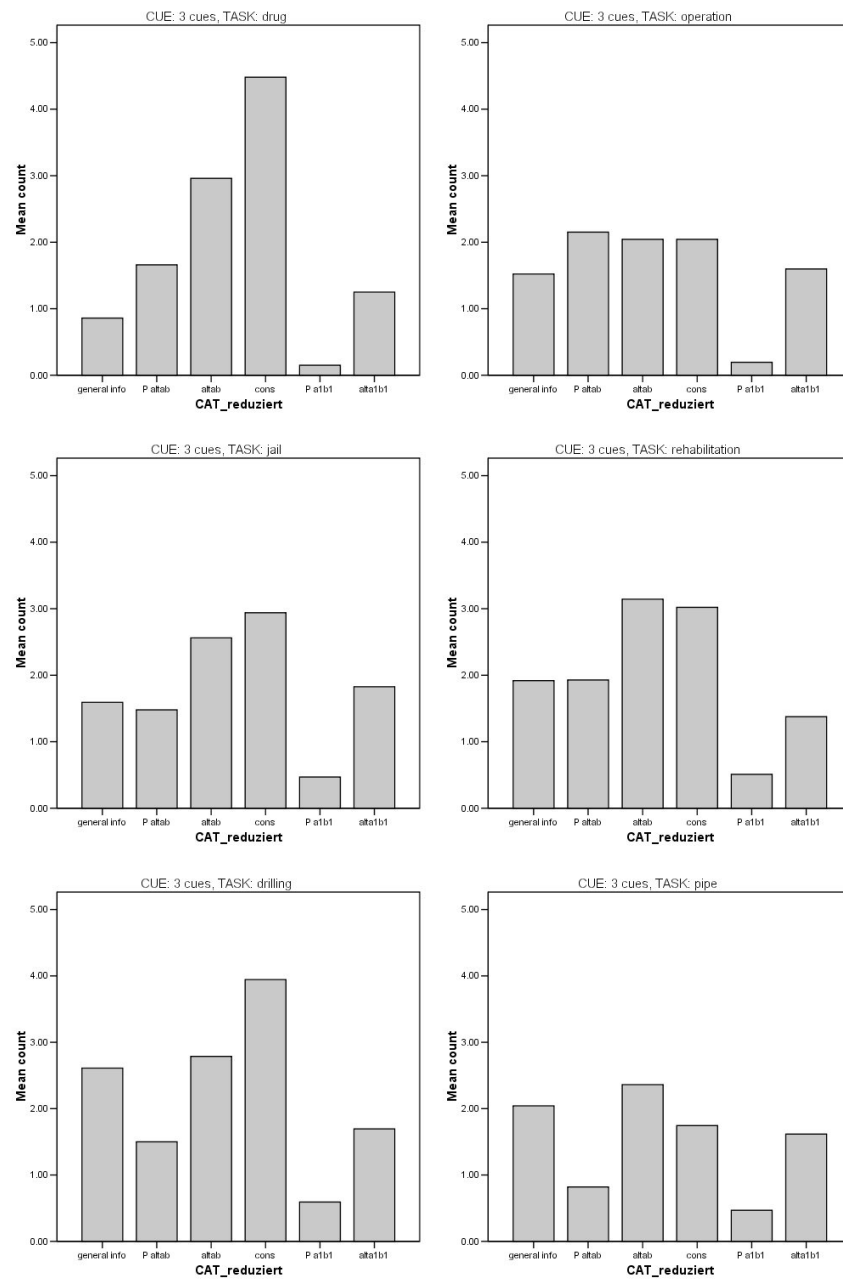 CUE: 3 cues, TASK: drug
5.00
4.00
3.00
2.00
1.00
0.00
Mean count
general info P altab altab cons P a1b1 alta1b1
CAT_reduziert
CUE: 3 cues, TASK: operation
5.00
4.00
3.00
2.00
1.00
0.00
Mean count
general info P altab altab cons P a1b1 alta1b1
CAT_reduziert
CUE: 3 cues, TASK: jail
5.00
4.00
3.00
2.00
1.00
0.00
Mean count
general info P altab altab cons P a1b1 alta1b1
CAT_reduziert
CUE: 3 cues, TASK: rehabilitation
5.00
4.00
3.00
2.00
1.00
0.00
Mean count
general info P altab altab cons P a1b1 alta1b1
CAT_reduziert
CUE: 3 cues, TASK: drilling
5.00
4.00
3.00
2.00
1.00
0.00
Mean count
general info P altab altab cons P a1b1 alta1b1
CAT_reduziert
CUE: 3 cues, TASK: pipe
5.00
4.00
3.00
2.00
1.00
0.00
Mean count
general info P altab altab cons P a1b1 alta1b1
CAT_reduziert